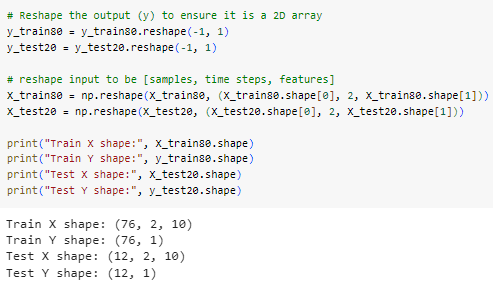 # Reshape the output (y) to ensure it is a 2D array
y_train80 = y_train80.reshape(-1, 1)
y_test20 = y_test20.reshape(-1, 1)
# reshape input to be [samples, time steps, features]
X_train80 = np.reshape(X_train80, (X_train80.shape[0], 2, X_train80.shape[1]))
X_test20 = np.reshape(X_test20, (X_test20.shape[0], 2, X_test20.shape[1]))
print("Train X shape:", X_train80.shape)
print("Train Y shape:", y_train80.shape)
print("Test X shape:", X_test20.shape)
print("Test Y shape:", y_test20.shape)
Train X shape: (76, 2, 10)
Train Y shape: (76, 1)
Test X shape: (12, 2, 10)
Test Y shape: (12, 1)